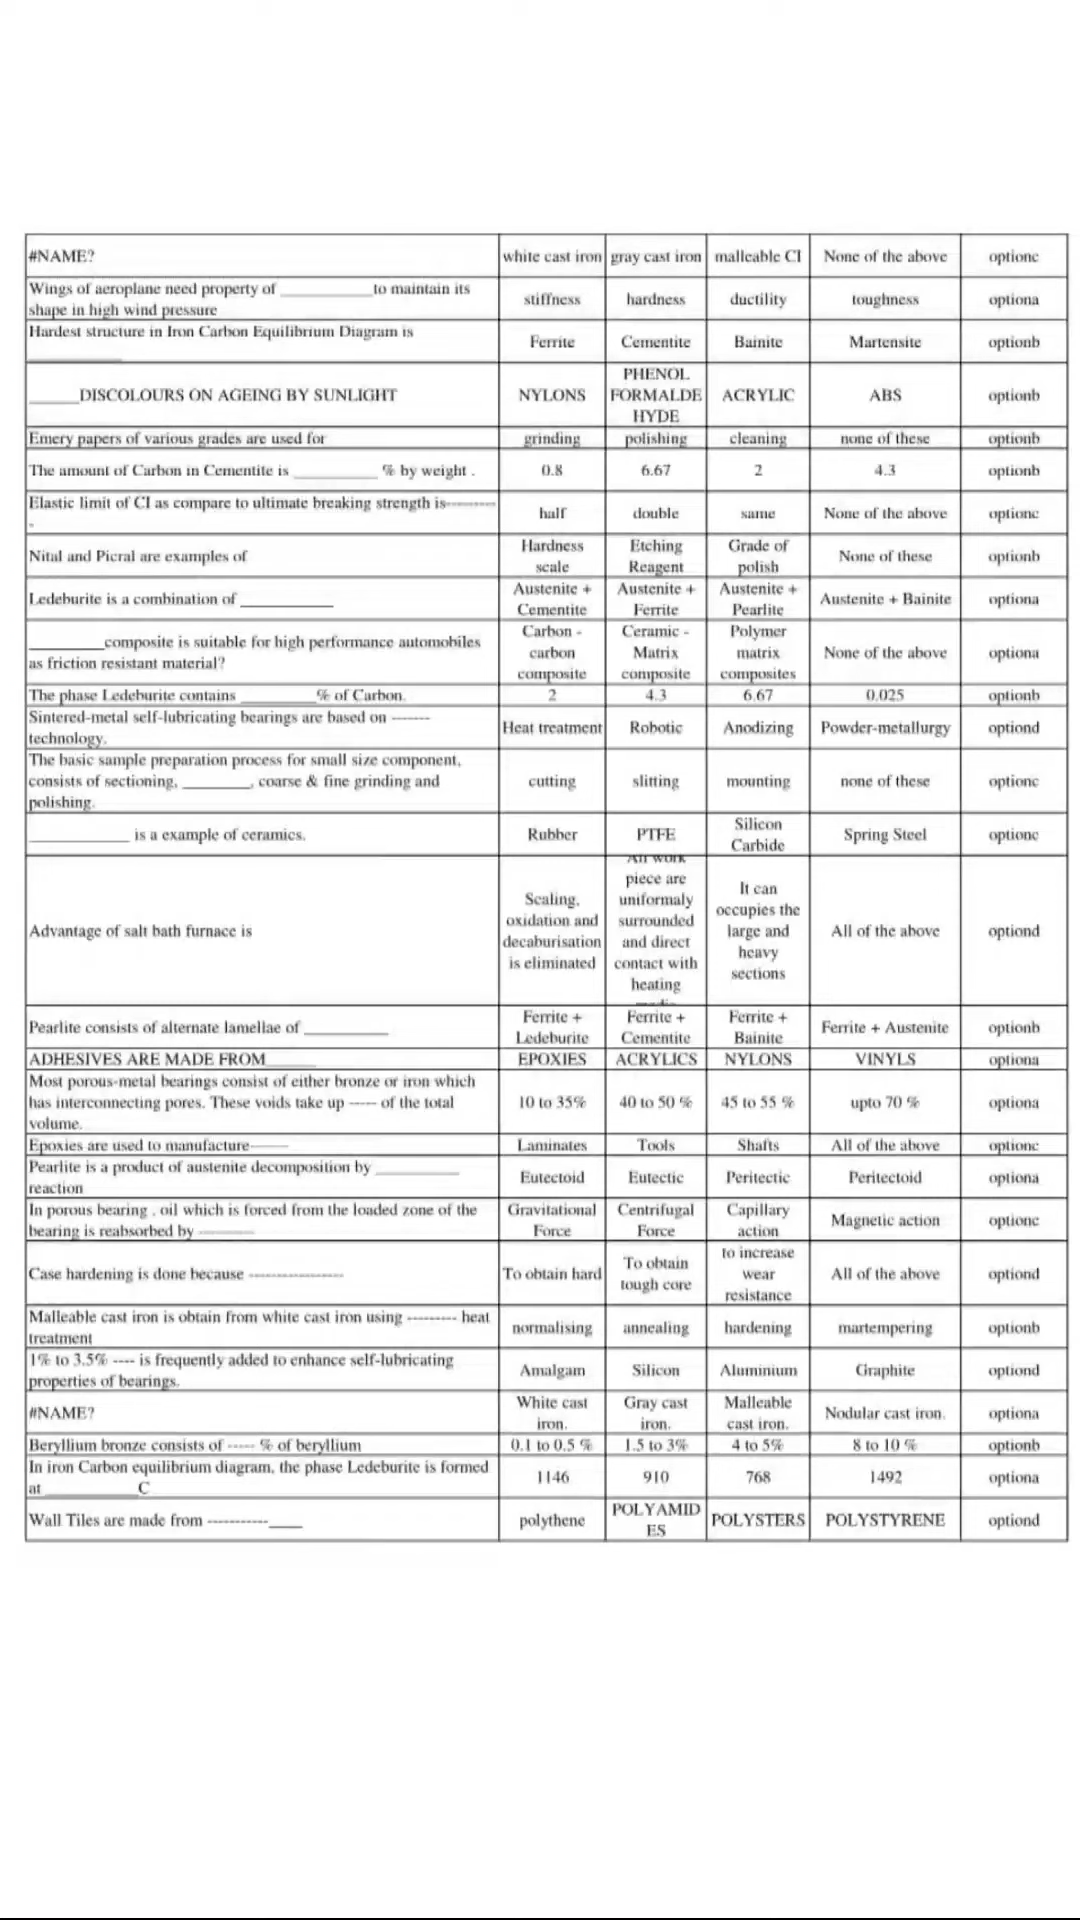 #NAME? white cast iron gray cast iron malleable CI None of the above optionc
Wings of aeroplane need property of ____________to maintain its
shape in high wind pressure
stiffness hardness ductility toughness optiona
Hardest structure in Iron Carbon Equilibrium Diagram is
____________
Ferrite Cementite Bainite Martensite optionb
______DISCOLOURS ON AGEING BY SUNLIGHT
NYLONS
PHENOL
FORMALDE
HYDE
ACRYLIC ABS optionb
Emery papers of various grades are used for grinding polishing cleaning none of these optionb
The amount of Carbon in Cementite is ___________ % by weight . 0.8 6.67 2 4.3 optionb
Elastic limit of CI as compare to ultimate breaking strength is----------
-
half double same None of the above optionc
Nital and Picral are examples of
Hardness
scale
Etching
Reagent
Grade of
polish
None of these optionb
Ledeburite is a combination of ____________
Austenite +
Cementite
Austenite +
Ferrite
Austenite +
Pearlite
Austenite + Bainite optiona
__________composite is suitable for high performance automobiles
as friction resistant material?
Carbon -
carbon
composite
Ceramic -
Matrix
composite
Polymer
matrix
composites
None of the above optiona
The phase Ledeburite contains __________% of Carbon. 2 4.3 6.67 0.025 optionb
Sintered-metal self-lubricating bearings are based on -------
technology.
Heat treatment Robotic Anodizing Powder-metallurgy optiond
The basic sample preparation process for small size component,
consists of sectioning, _________, coarse & fine grinding and
polishing.
cutting slitting mounting none of these optionc
_____________ is a example of ceramics.
Rubber PTFE
Silicon
Carbide
Spring Steel optionc
Advantage of salt bath furnace is
Scaling,
oxidation and
decaburisation
is eliminated
All work
piece are
uniformaly
surrounded
and direct
contact with
heating
It can
occupies the
large and
heavy
sections
All of the above optiond
Pearlite consists of alternate lamellae of ___________
Ferrite +
Ledeburite
Ferrite +
Cementite
Ferrite +
Bainite
Ferrite + Austenite optionb
ADHESIVES ARE MADE FROM______ EPOXIES ACRYLICS NYLONS VINYLS optiona
Most porous-metal bearings consist of either bronze or iron which
has interconnecting pores. These voids take up ----- of the total
volume.
10 to 35% 40 to 50 % 45 to 55 % upto 70 % optiona
Epoxies are used to manufacture------- Laminates Tools Shafts All of the above optionc
Pearlite is a product of austenite decomposition by ___________
reaction
Eutectoid Eutectic Peritectic Peritectoid optiona
In porous bearing , oil which is forced from the loaded zone of the
bearing is reabsorbed by ----------
Gravitational
Force
Centrifugal
Force
Capillary
action
Magnetic action optionc
Case hardening is done because -----------------
To obtain hard
To obtain
tough core
to increase
wear
resistance
All of the above optiond
Malleable cast iron is obtain from white cast iron using --------- heat
treatment
normalising annealing hardening martempering optionb
1% to 3.5% ---- is frequently added to enhance self-lubricating
properties of bearings.
Amalgam Silicon Aluminium Graphite optiond
#NAME?
White cast
iron.
Gray cast
iron.
Malleable
cast iron.
Nodular cast iron. optiona
Beryllium bronze consists of ----- % of beryllium 0.1 to 0.5 % 1.5 to 3% 4 to 5% 8 to 10 % optionb
In iron Carbon equilibrium diagram, the phase Ledeburite is formed
at ____________C
1146 910 768 1492 optiona
Wall Tiles are made from -----------____
polythene
POLYAMID
ES
POLYSTERS POLYSTYRENE optiond